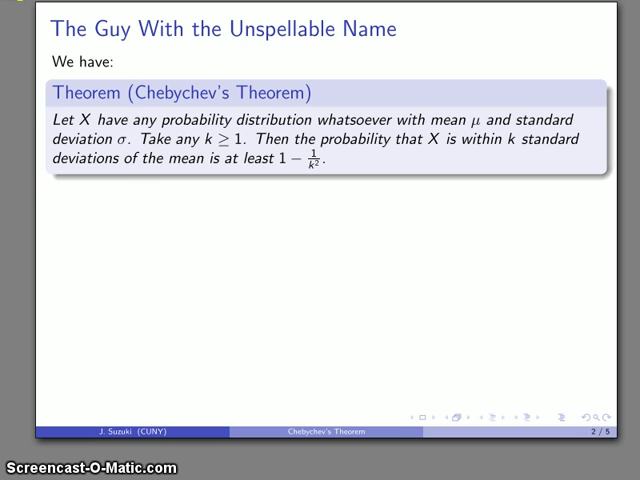 The Guy With the Unspellable Name
We have:
Theorem (Chebychev's Theorem)
Let X have any probability distribution whatsoever with mean μ and standard
deviation σ. Take any k ≥ 1. Then the probability that X is within k standard
deviations of the mean is at least 1 − 1/k².
J. Suzuki (CUNY) Chebychev's Theorem 2 / 5
Screencast-O-Matic.com